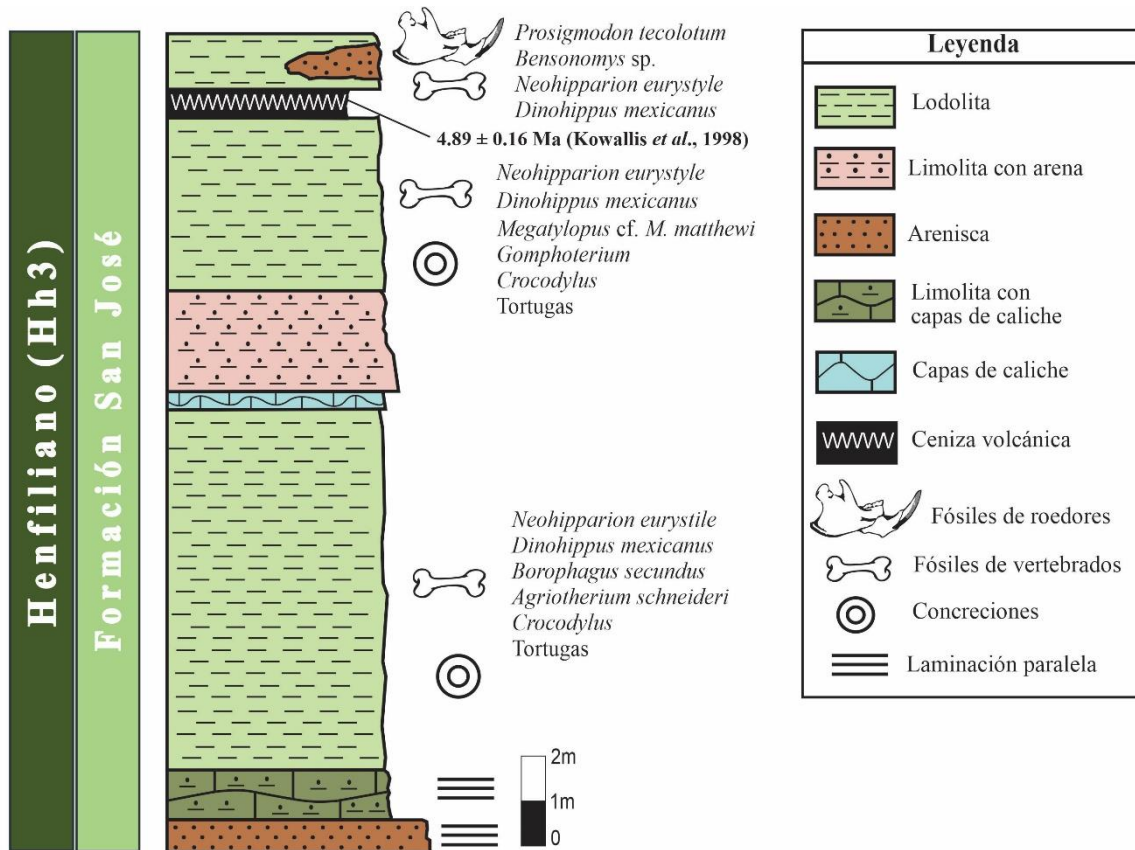 Henfiliano (Hh3)
Formación San José
Prosigmodon tecolotum
Bensonomys sp.
Neohipparion eurystyle
Dinohippus mexicanus
4.89 ± 0.16 Ma (Kowallis et al., 1998)
Neohipparion eurystyle
Dinohippus mexicanus
Megatylopus cf. M. matthewi
Gomphoterium
Crocodylus
Tortugas
Neohipparion eurystile
Dinohippus mexicanus
Borophagus secundus
Agriotherium schneideri
Crocodylus
Tortugas
2m
1m
0
Leyenda
Lodolita
Limolita con arena
Arenisca
Limolita con
capas de caliche
Capas de caliche
Ceniza volcánica
Fósiles de roedores
Fósiles de vertebrados
Concreciones
Laminación paralela